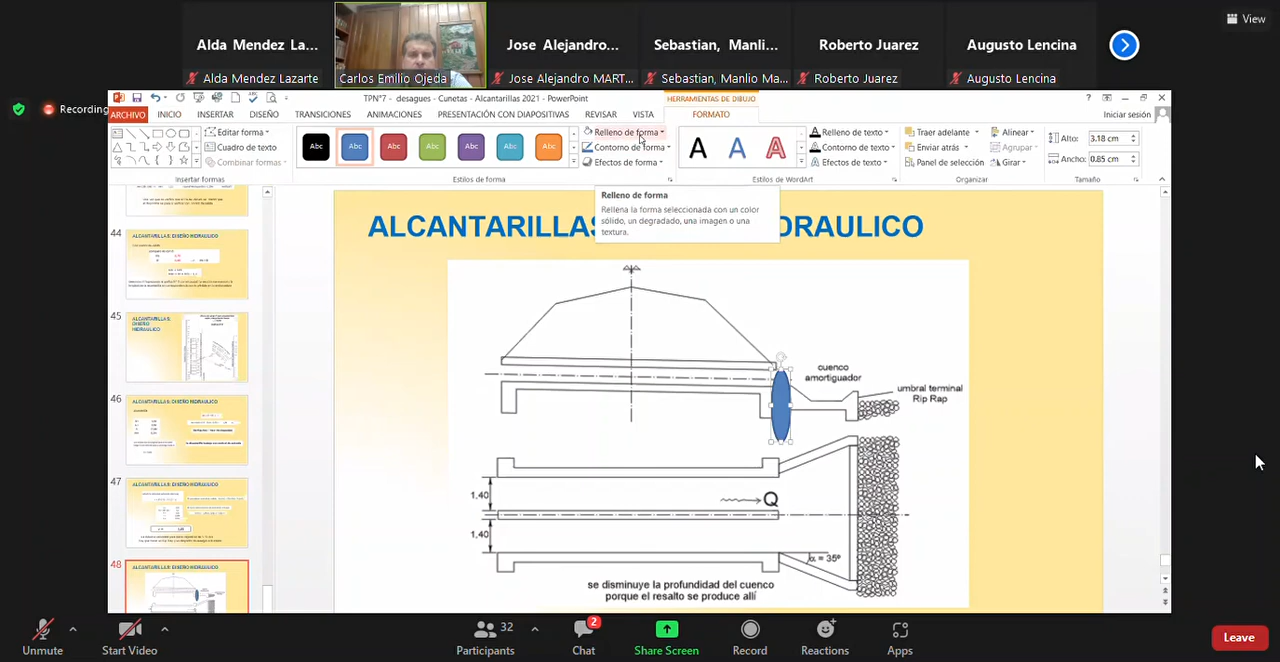 View
Alda Mendez La...
Jose Alejandro...
Sebastian, Manli...
Roberto Juarez
Augusto Lencina
Alda Mendez Lazarte
Carlos Emilio Ojeda
Jose Alejandro MART...
Sebastian, Manlio Ma...
Roberto Juarez
Augusto Lencina
Recording
TPN°7 - desagues - Cunetas - Alcantarillas 2021 - PowerPoint
HERRAMIENTAS DE DIBUJO
ARCHIVO
INICIO
INSERTAR
DISEÑO
TRANSICIONES
ANIMACIONES
PRESENTACIÓN CON DIAPOSITIVAS
REVISAR
VISTA
FORMATO
Iniciar sesión
Editar forma
Cuadro de texto
Combinar formas
Insertar formas
Abc Abc Abc Abc Abc Abc Abc
Estilos de forma
Relleno de forma
Contorno de forma
Efectos de forma
A A A
Estilos de WordArt
Relleno de texto
Contorno de texto
Efectos de texto
Traer adelante
Enviar atrás
Panel de selección
Alinear
Agrupar
Girar
Organizar
Alto: 3.18 cm
Ancho: 0.85 cm
Tamaño
Relleno de forma
Rellena la forma seleccionada con un color
sólido, un degradado, una imagen o una
textura.
44
ALCANTARILLAS: DISEÑO HIDRAULICO
45
ALCANTARILLAS:
DISEÑO
HIDRAULICO
46
ALCANTARILLAS: DISEÑO HIDRAULICO
47
ALCANTARILLAS: DISEÑO HIDRAULICO
48
ALCANTARILLAS: DISEÑO HIDRAULICO
ALCANTARILLAS
DRAULICO
cuenco
amortiguador
umbral terminal
Rip Rap
1,40
Q
1,40
α = 35º
se disminuye la profundidad del cuenco
porque el resalto se produce allí
Unmute
Start Video
32
Participants
2
Chat
Share Screen
Record
Reactions
Apps
Leave